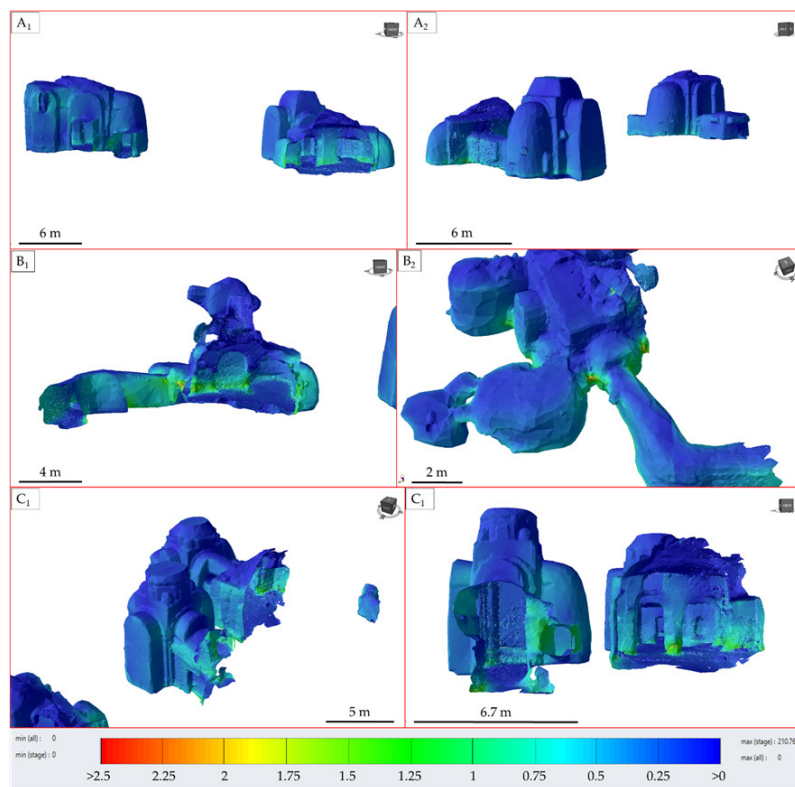 A1
A2
6 m
6 m
B1
B2
4 m
2 m
C1
C1
5 m
6.7 m
min (all) : 0
min (stage) : 0
max (stage) : 210.76
max (all) : 0
>2.5 2.25 2 1.75 1.5 1.25 1 0.75 0.5 0.25 >0